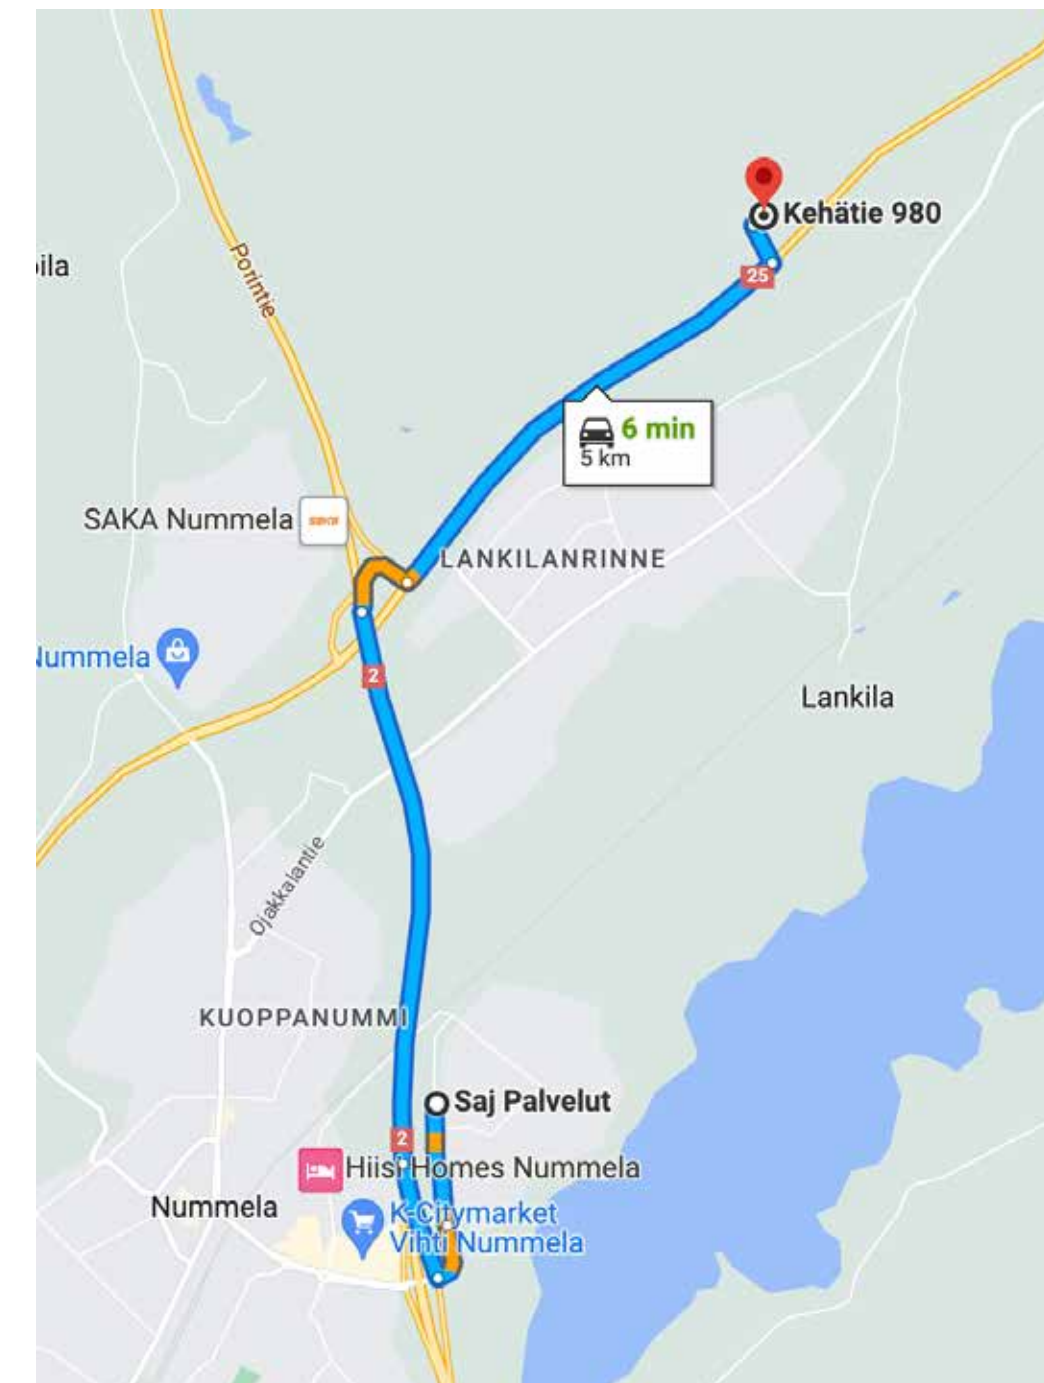 Kehätie 980
ila
Porintie
25
6 min
5 km
SAKA Nummela
LANKILANRINNE
Nummela
2
Lankila
Ojakkalantie
KUOPPANUMMI
Saj Palvelut
2
Hiisi Homes Nummela
Nummela
K-Citymarket
Vihti Nummela